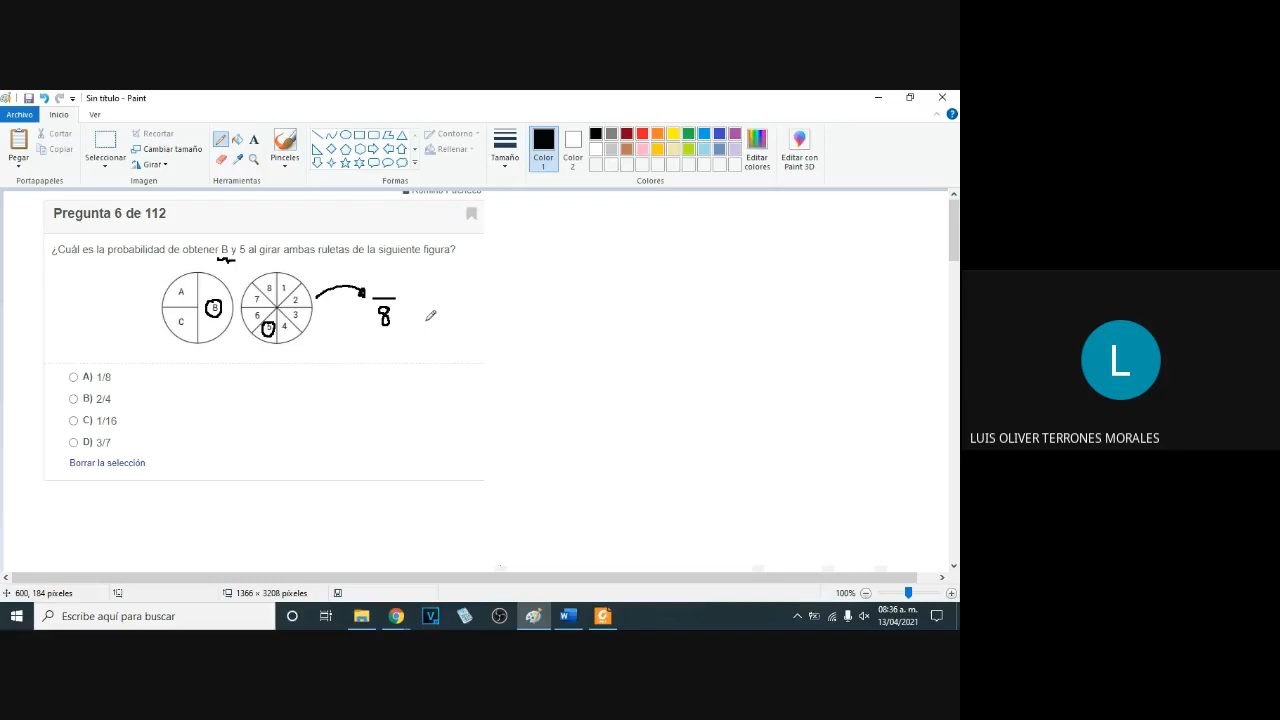 Sin título - Paint
Archivo
Inicio
Ver
Pegar
Cortar
Copiar
Portapapeles
Seleccionar
Recortar
Cambiar tamaño
Girar
Imagen
A
Herramientas
Pinceles
Contorno
Rellenar
Formas
Tamaño
Color 1
Color 2
Editar colores
Editar con Paint 3D
Colores
Pacheco
Pregunta 6 de 112
¿Cuál es la probabilidad de obtener B y 5 al girar ambas ruletas de la siguiente figura?
A
B
C
8
1
7
2
6
3
5
4
8
A) 1/8
B) 2/4
C) 1/16
D) 3/7
Borrar la selección
L
LUIS OLIVER TERRONES MORALES
600, 184 píxeles
1366 × 3208 píxeles
100%
Escribe aquí para buscar
V
08:36 a. m.
13/04/2021